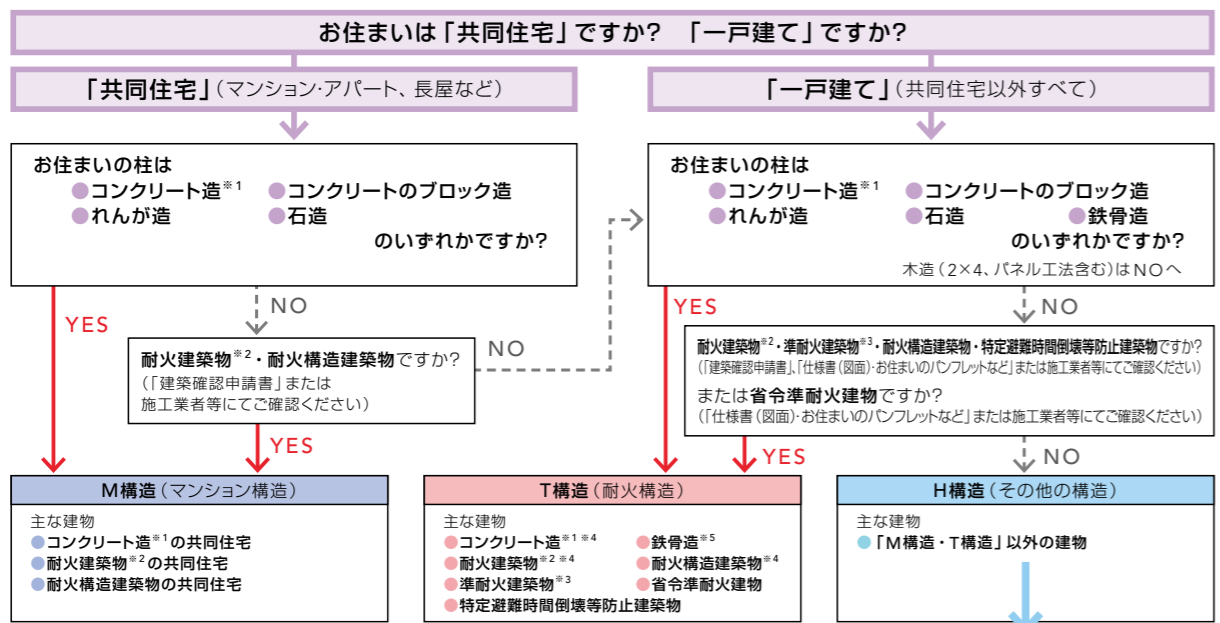 お住まいは「共同住宅」ですか? 「一戸建て」ですか?
「共同住宅」(マンション・アパート、長屋など)
お住まいの柱は
●コンクリート造※1 ●コンクリートのブロック造
●れんが造 ●石造
のいずれかですか?
YES
NO
耐火建築物※2・耐火構造建築物ですか?
(「建築確認申請書」または
施工業者等にてご確認ください)
NO
YES
「一戸建て」(共同住宅以外すべて)
お住まいの柱は
●コンクリート造※1 ●コンクリートのブロック造
●れんが造 ●石造 ●鉄骨造
のいずれかですか?
木造(2×4、パネル工法含む)はNOへ
YES
NO
耐火建築物※2・準耐火建築物※3・耐火構造建築物・特定避難時間倒壊等防止建築物ですか?
(「建築確認申請書」、「仕様書(図面)・お住まいのパンフレットなど」または施工業者等にてご確認ください)
または省令準耐火建物ですか?
(「仕様書(図面)・お住まいのパンフレットなど」または施工業者等にてご確認ください)
YES
NO
M構造(マンション構造)
主な建物
●コンクリート造※1の共同住宅
●耐火建築物※2の共同住宅
●耐火構造建築物の共同住宅
T構造(耐火構造)
主な建物
●コンクリート造※1 ※4 ●鉄骨造※5
●耐火建築物※2 ※4 ●耐火構造建築物※4
●準耐火建築物※3 ●省令準耐火建物
●特定避難時間倒壊等防止建築物
H構造(その他の構造)
主な建物
●「M構造・T構造」以外の建物